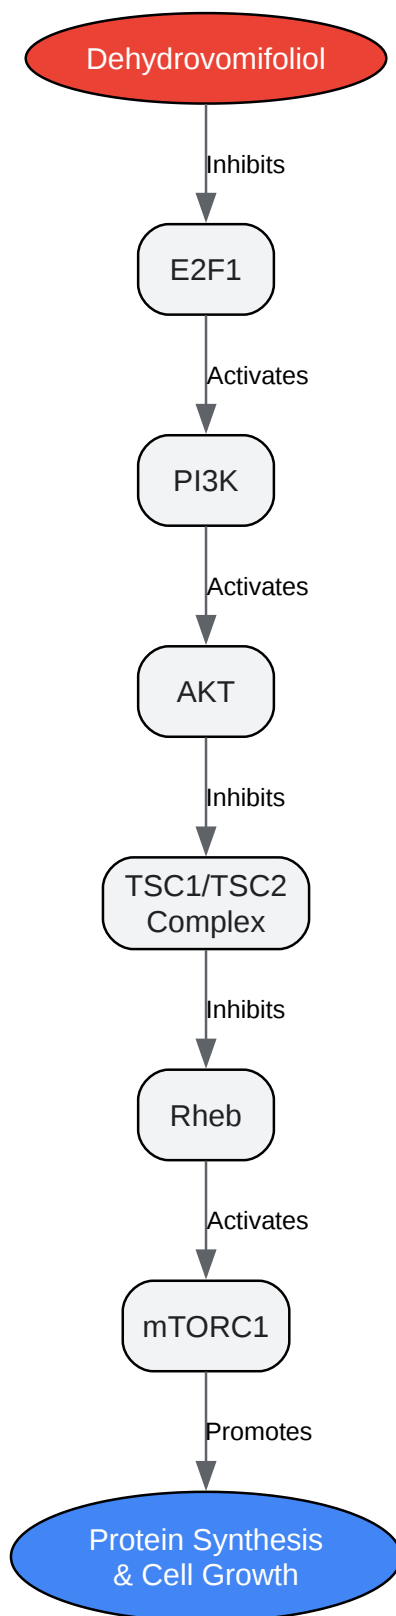 Dehydrovomifoliol
Inhibits
E2F1
Activates
PI3K
Activates
AKT
Inhibits
TSC1/TSC2
Complex
Inhibits
Rheb
Activates
mTORC1
Promotes
Protein Synthesis
& Cell Growth